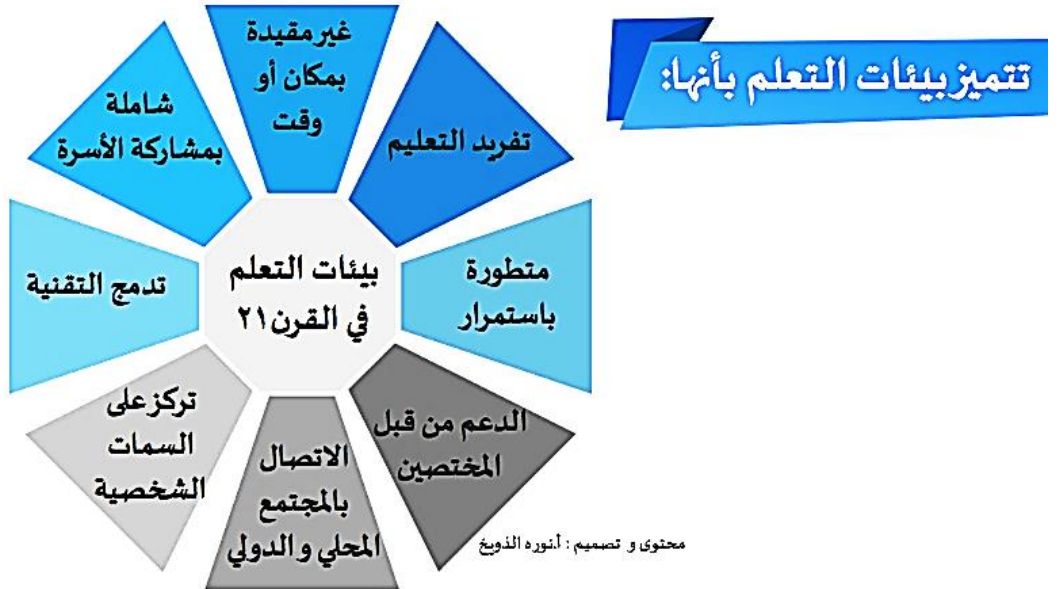 تتميز بيئات التعلم بأنها:
غير مقيدة
بمكان أو
وقت
تفريد التعليم
متطورة
باستمرار
الدعم من قبل
المختصين
الاتصال
بالمجتمع
المحلي والدولي
تركز على
السمات
الشخصية
تدمج التقنية
شاملة
بمشاركة الأسرة
بيئات التعلم
في القرن ٢١
محتوى و تصميم : أ.نوره الذويخ